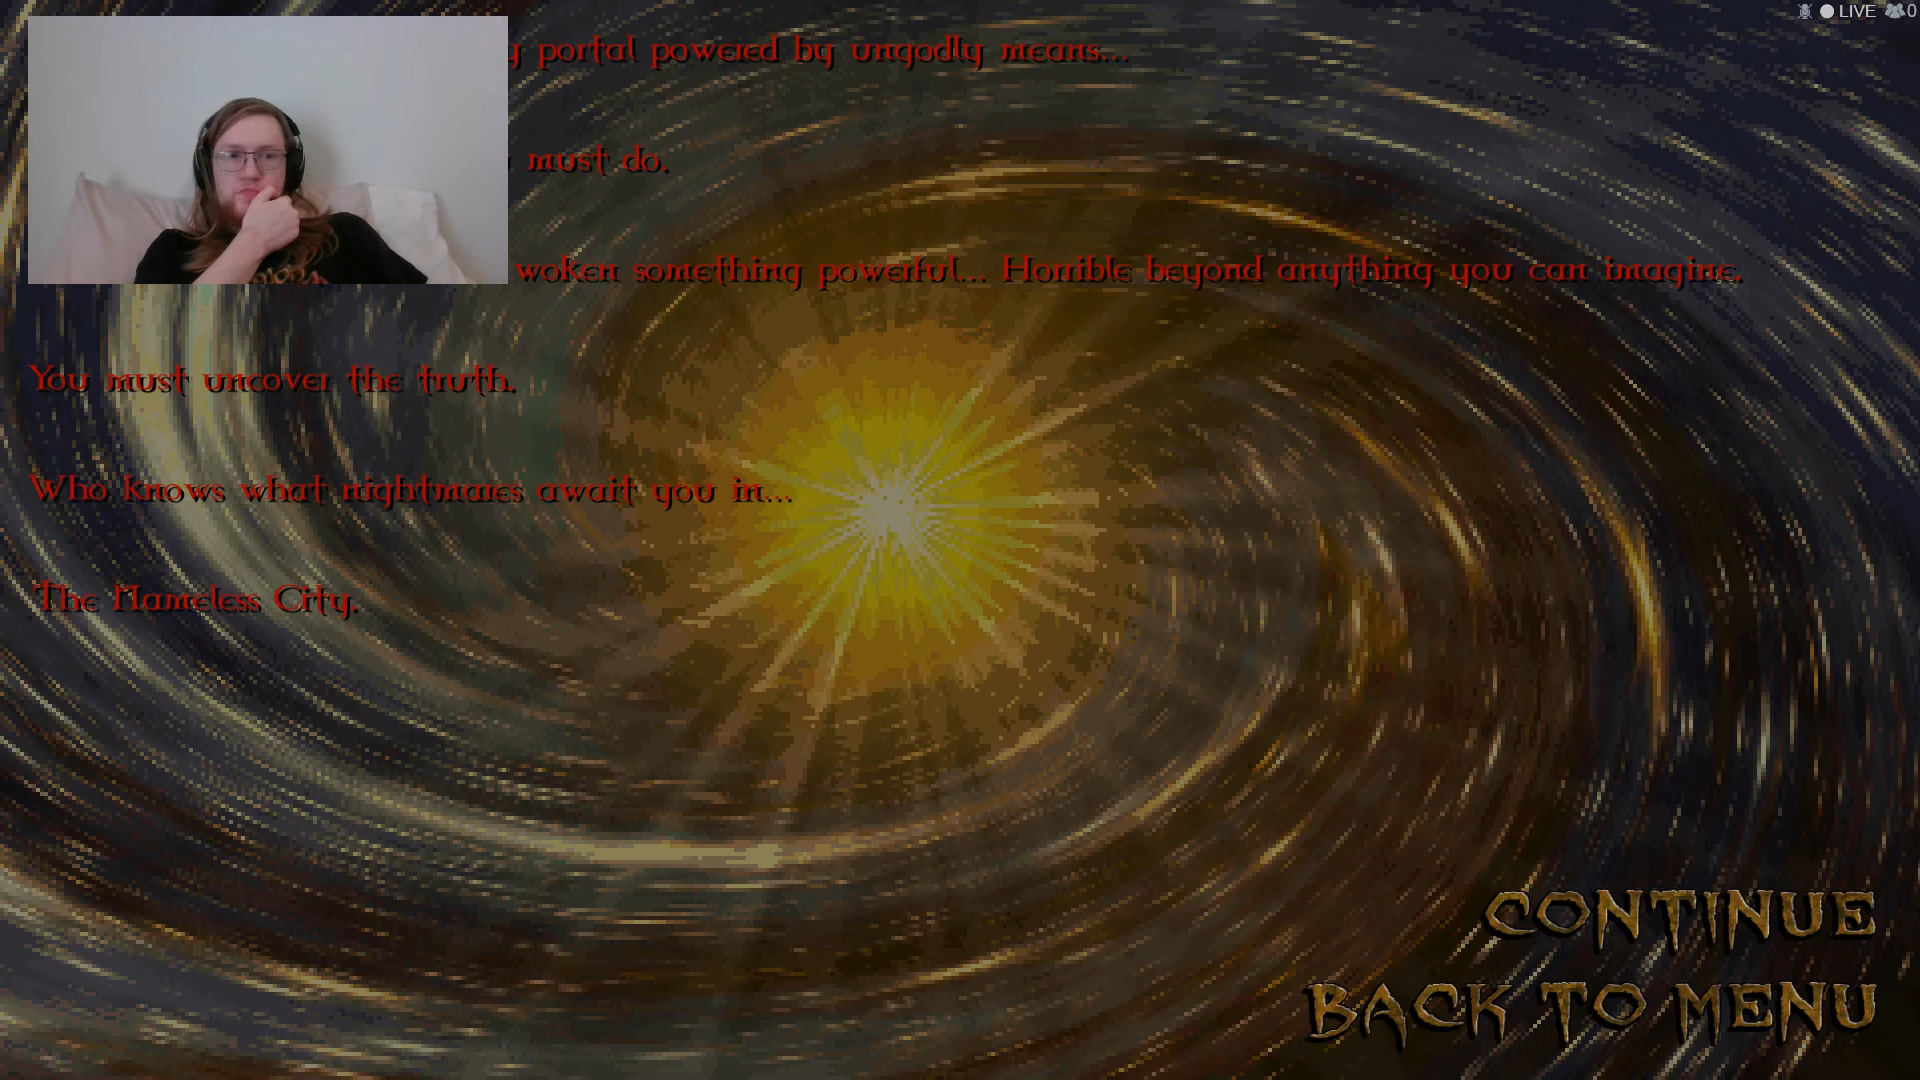 LIVE 0
portal powered by ungodly means...
must do.
woken something powerful... Horrible beyond anything you can imagine.
You must uncover the truth.
Who knows what nightmares await you in...
The Nameless City.
CONTINUE
BACK TO MENU